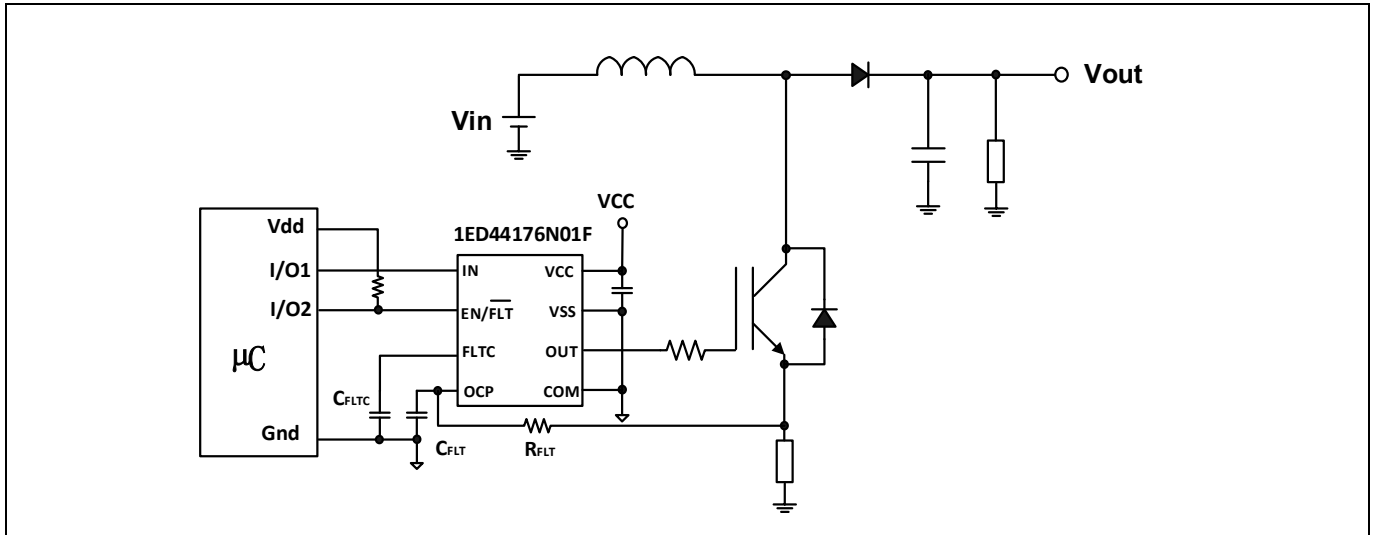 Vout
Vin
VCC
1ED44176N01F
Vdd
I/O1
I/O2
μC
Gnd
IN
EN/FLT
FLTC
OCP
VCC
VSS
OUT
COM
CFLTC
CFLT
RFLT